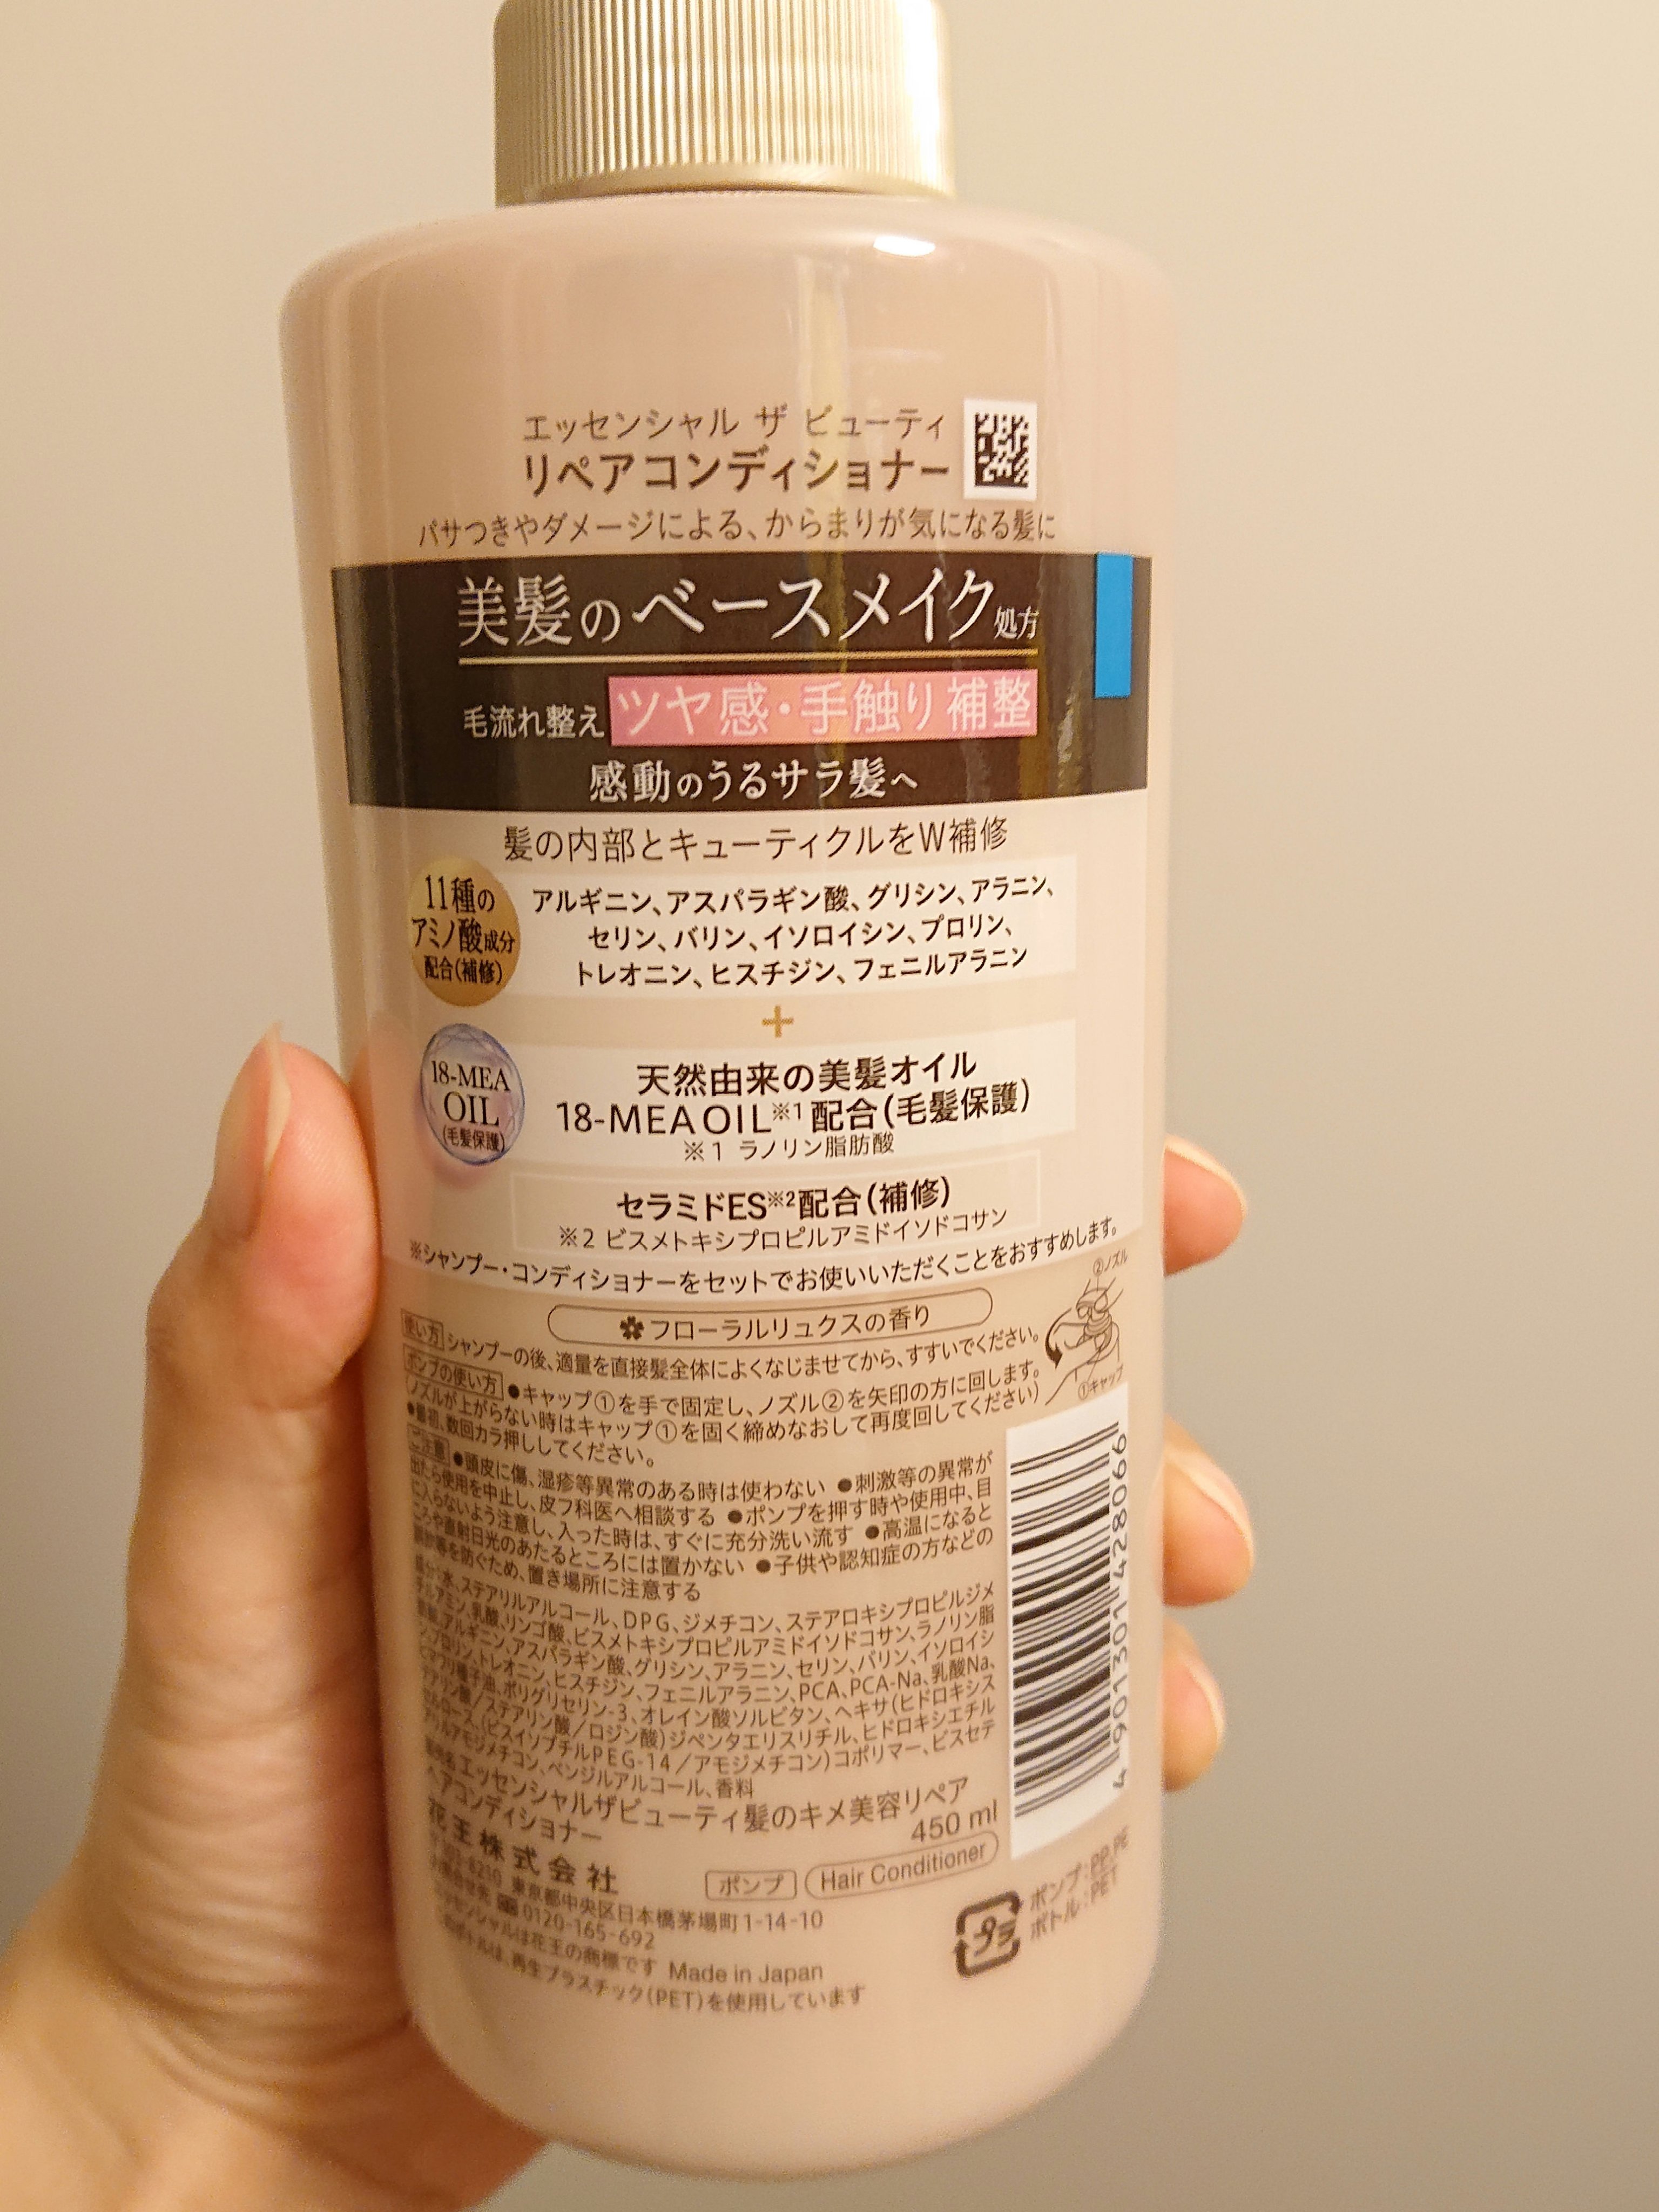 エッセンシャル ザ ビューティ
リペアコンディショナー
パサつきやダメージによる、からまりが気になる髪に
美髪のベースメイク処方
毛流れ整え ツヤ感・手触り補整
感動のうるサラ髪へ
髪の内部とキューティクルをW補修
11種の
アミノ酸成分
配合(補修)
アルギニン、アスパラギン酸、グリシン、アラニン、
セリン、バリン、イソロイシン、プロリン、
トレオニン、ヒスチジン、フェニルアラニン
+
18-MEA
OIL
(毛髪保護)
天然由来の美髪オイル
18-MEA OIL※1配合(毛髪保護)
※1 ラノリン脂肪酸
セラミドES※2配合(補修)
※2 ビスメトキシプロピルアミドイソドコサン
※シャンプー・コンディショナーをセットでお使いいただくことをおすすめします。
フローラルリュクスの香り
②ノズル
①キャップ
使い方 シャンプーの後、適量を直接髪全体によくなじませてから、すすいでください。
ポンプの使い方 ●キャップ①を手で固定し、ノズル②を矢印の方に回します。
(ノズルが上がらない時はキャップ①を固く締めなおして再度回してください)
●最初、数回カラ押ししてください。
ご注意 ●頭皮に傷、湿疹等異常のある時は使わない ●刺激等の異常が
出たら使用を中止し、皮フ科医へ相談する ●ポンプを押す時や使用中、目
に入らないよう注意し、入った時は、すぐに充分洗い流す ●高温になると
ころや直射日光のあたるところには置かない ●子供や認知症の方などの
誤飲等を防ぐため、置き場所に注意する
成分:水、ステアリルアルコール、DPG、ジメチコン、ステアロキシプロピルジメ
チルアミン、乳酸、リンゴ酸、ビスメトキシプロピルアミドイソドコサン、ラノリン脂
肪酸、アルギニン、アスパラギン酸、グリシン、アラニン、セリン、バリン、イソロイシ
ン、プロリン、トレオニン、ヒスチジン、フェニルアラニン、PCA、PCA-Na、乳酸Na、
ヒマワリ種子油、ポリグリセリン-3、オレイン酸ソルビタン、ヘキサ(ヒドロキシス
テアリン酸/ステアリン酸/ロジン酸)ジペンタエリスリチル、ヒドロキシエチル
セルロース、(ビスイソブチルPEG-14/アモジメチコン)コポリマー、ビスセテ
アリルアモジメチコン、ベンジルアルコール、香料
販売名 エッセンシャルザビューティ髪のキメ美容リペア
ヘアコンディショナー
450 ml
花王株式会社
ポンプ
Hair Conditioner
103-8210 東京都中央区日本橋茅場町1-14-10
0120-165-692
エッセンシャルは花王の商標です Made in Japan
ボトルは、再生プラスチック(PET)を使用しています
4 901301 428066
プラ
ポンプ:PP,PE
ボトル:PET